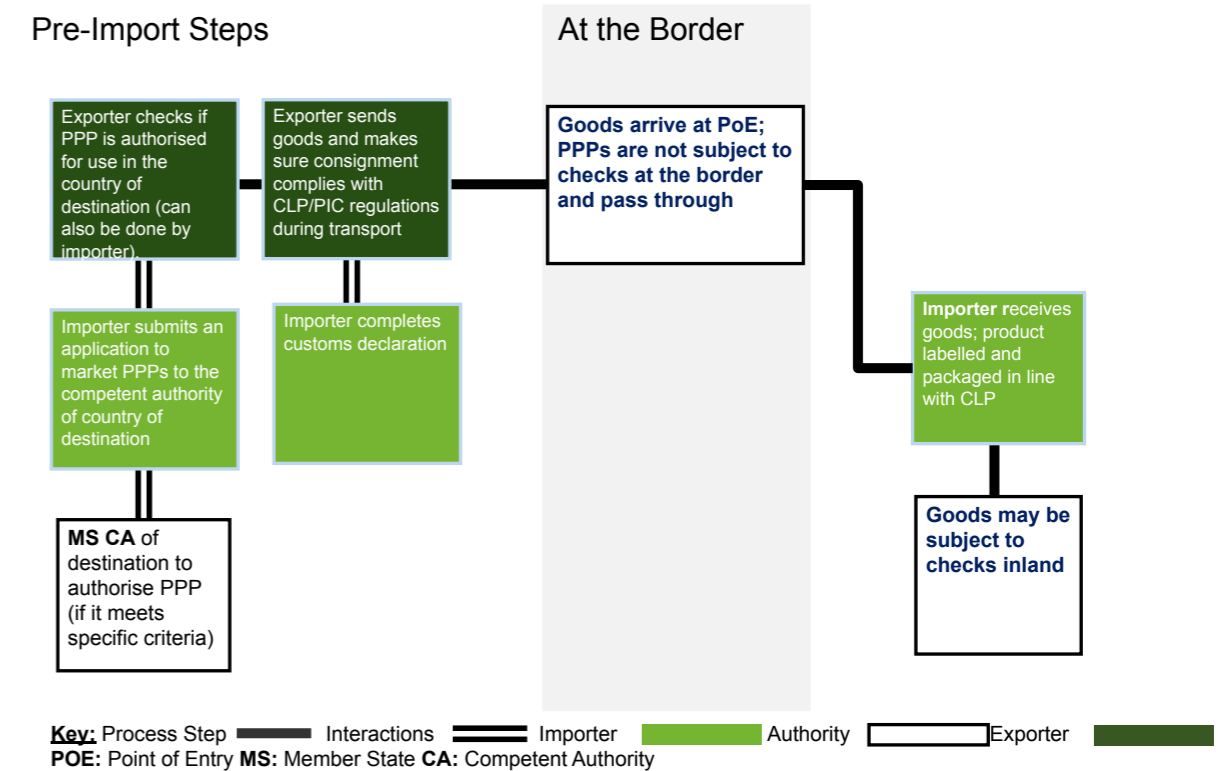 Pre-Import Steps
At the Border
Exporter checks if
PPP is authorised
for use in the
country of
destination (can
also be done by
importer).
Exporter sends
goods and makes
sure consignment
complies with
CLP/PIC regulations
during transport
Goods arrive at PoE;
PPPs are not subject to
checks at the border
and pass through
Importer submits an
application to
market PPPs to the
competent authority
of country of
destination
Importer completes
customs declaration
Importer receives
goods; product
labelled and
packaged in line
with CLP
MS CA of
destination to
authorise PPP
(if it meets
specific criteria)
Goods may be
subject to
checks inland
Key: Process Step Interactions Importer Authority Exporter
POE: Point of Entry MS: Member State CA: Competent Authority